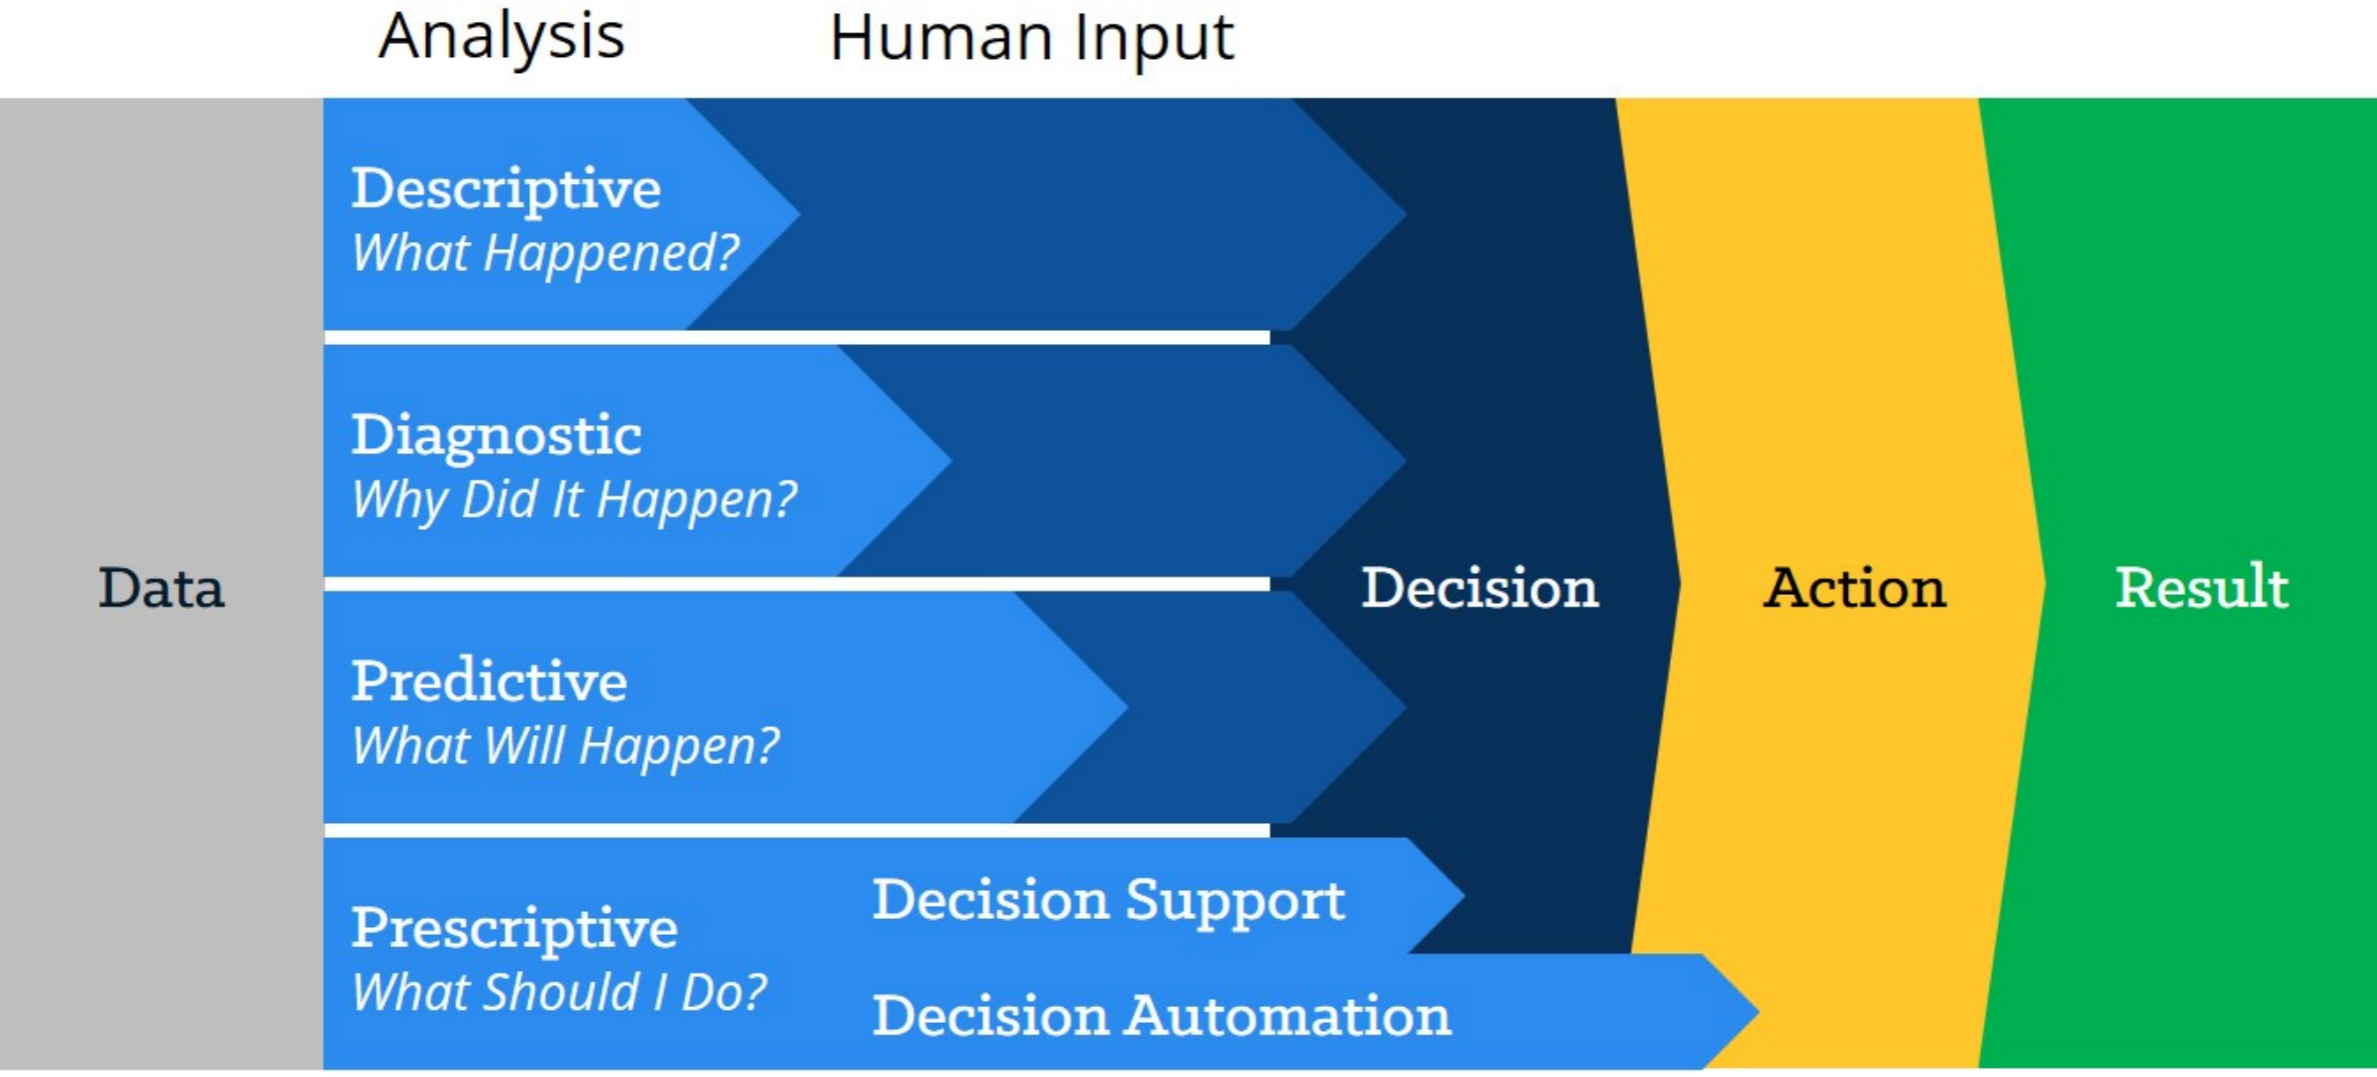 Analysis
Human Input
Descriptive
What Happened?
Diagnostic
Why Did It Happen?
Data
Decision
Action
Result
Predictive
What Will Happen?
Prescriptive
What Should I Do?
Decision Support
Decision Automation